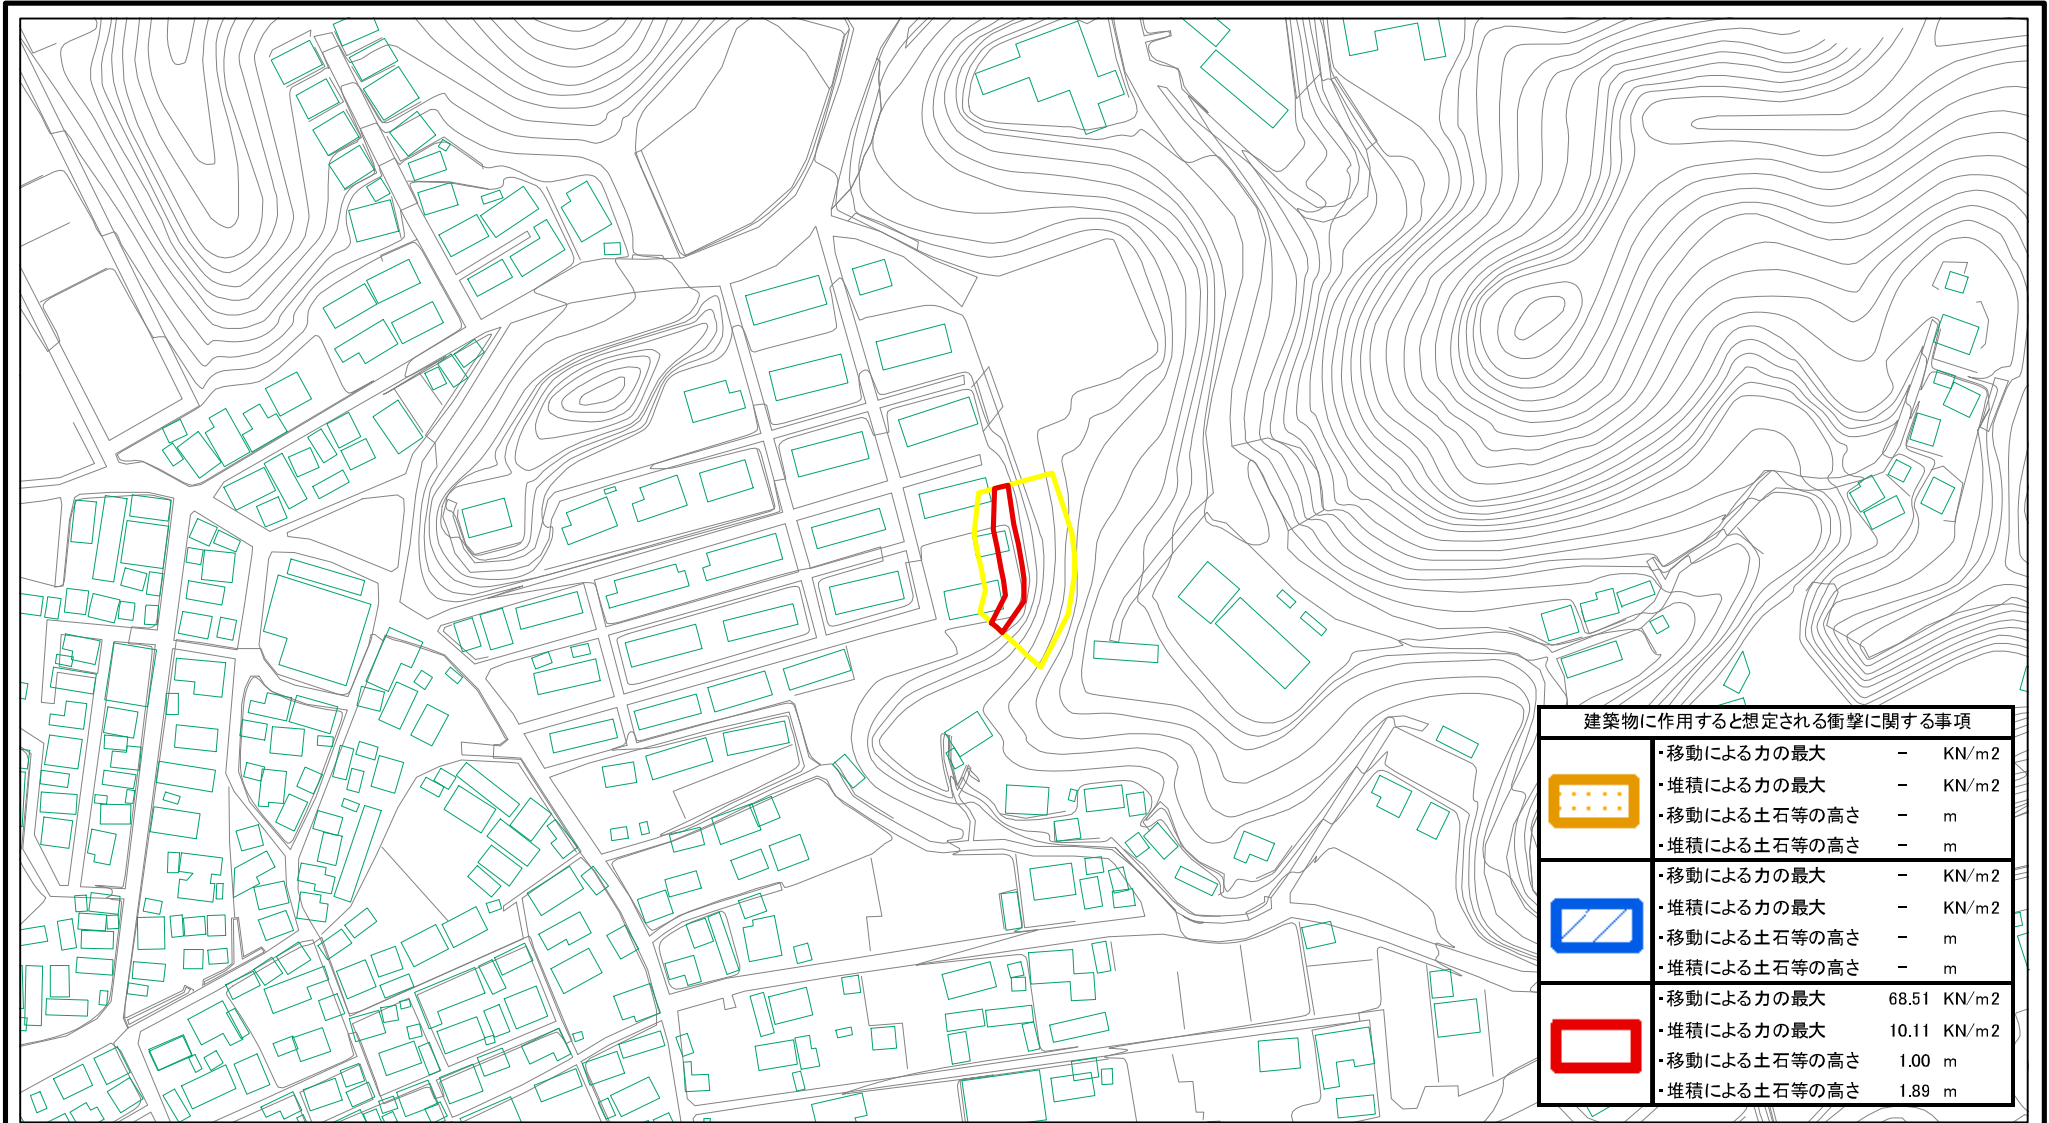 建築物に作用すると想定される衝撃に関する事項
・移動による力の最大 － KN/m2
・堆積による力の最大 － KN/m2
・移動による土石等の高さ － m
・堆積による土石等の高さ － m
・移動による力の最大 － KN/m2
・堆積による力の最大 － KN/m2
・移動による土石等の高さ － m
・堆積による土石等の高さ － m
・移動による力の最大 68.51 KN/m2
・堆積による力の最大 10.11 KN/m2
・移動による土石等の高さ 1.00 m
・堆積による土石等の高さ 1.89 m